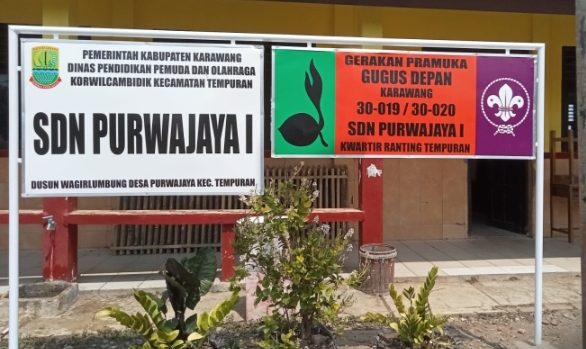 PEMERINTAH KABUPATEN KARAWANG
DINAS PENDIDIKAN PEMUDA DAN OLAHRAGA
KORWILCAMBIDIK KECAMATAN TEMPURAN
SDN PURWAJAYA I
DUSUN WAGIRLUMBUNG DESA PURWAJAYA KEC. TEMPURAN
GERAKAN PRAMUKA
GUGUS DEPAN
KARAWANG
30-019 / 30-020
SDN PURWAJAYA I
KWARTIR RANTING TEMPURAN